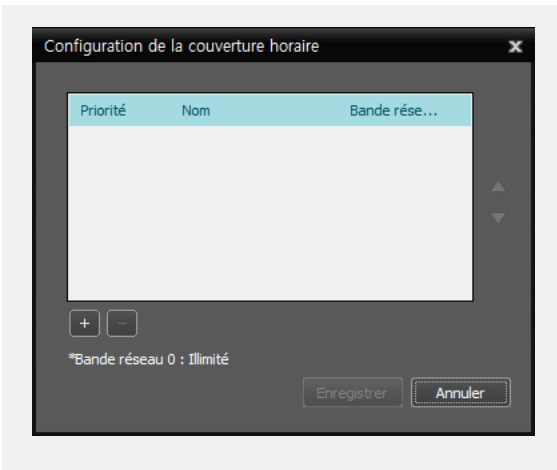 Configuration de la couverture horaire
Priorité Nom Bande rése...
*Bande réseau 0 : Illimité
Enregistrer Annuler